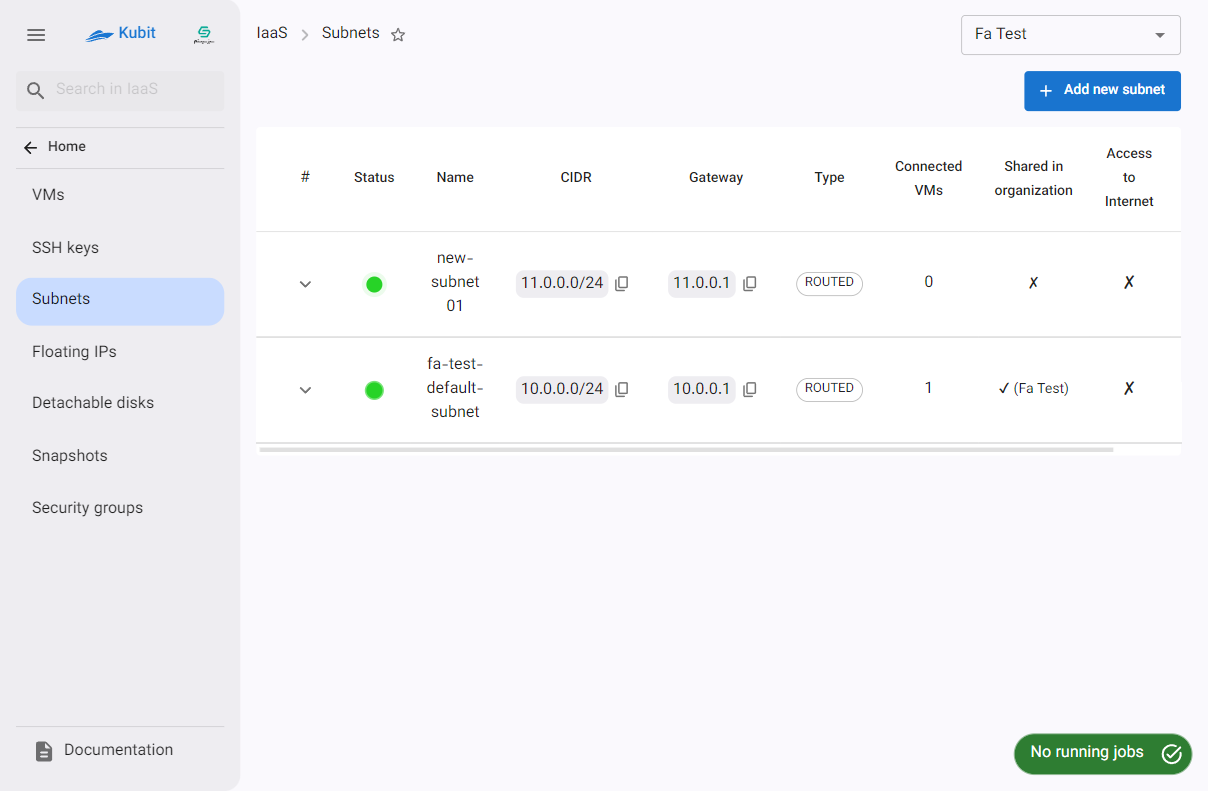 Kubit
IaaS
Subnets
Fa Test
Search in IaaS
Add new subnet
Home
VMs
SSH keys
Subnets
Floating IPs
Detachable disks
Snapshots
Security groups
# Status Name CIDR Gateway Type Connected VMs Shared in organization Access to Internet
new-
subnet
01
11.0.0.0/24 11.0.0.1 ROUTED 0 ✗ ✗
fa-test-
default-
subnet
10.0.0.0/24 10.0.0.1 ROUTED 1 ✓ (Fa Test) ✗
Documentation
No running jobs